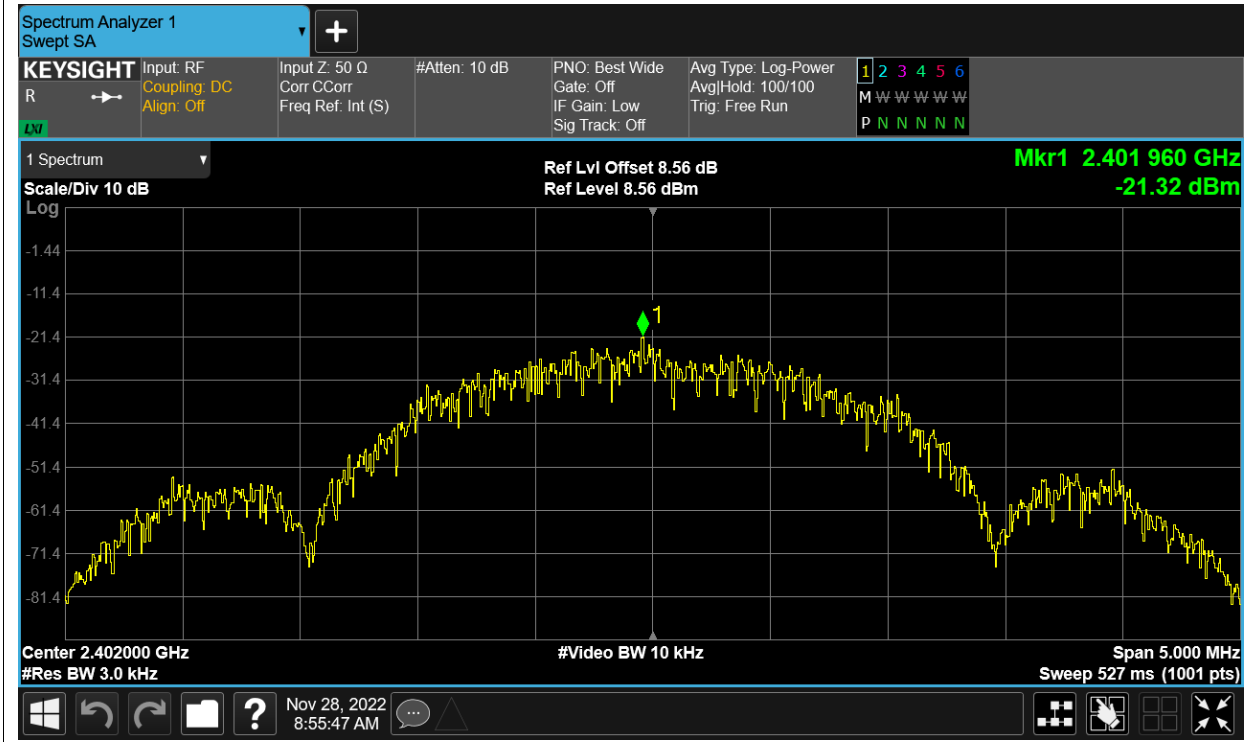 Spectrum Analyzer 1
Swept SA
+
KEYSIGHT
R
LXI
Input: RF
Coupling: DC
Align: Off
Input Z: 50 Ω
Corr CCorr
Freq Ref: Int (S)
#Atten: 10 dB
PNO: Best Wide
Gate: Off
IF Gain: Low
Sig Track: Off
Avg Type: Log-Power
Avg|Hold: 100/100
Trig: Free Run
1 2 3 4 5 6
M W W W W W
P N N N N N
1 Spectrum
Scale/Div 10 dB
Log
Ref Lvl Offset 8.56 dB
Ref Level 8.56 dBm
Mkr1 2.401 960 GHz
-21.32 dBm
1
-1.44
-11.4
-21.4
-31.4
-41.4
-51.4
-61.4
-71.4
-81.4
Center 2.402000 GHz
#Video BW 10 kHz
Span 5.000 MHz
#Res BW 3.0 kHz
Sweep 527 ms (1001 pts)
?
Nov 28, 2022
8:55:47 AM